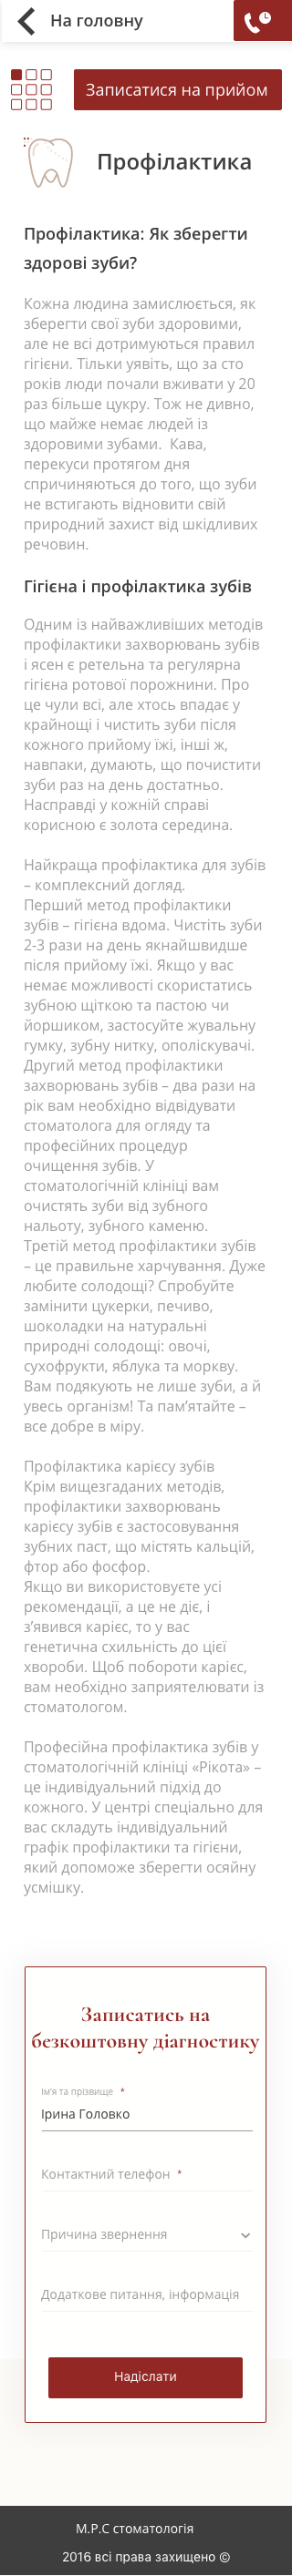 На головну
Записатися на прийом
Профілактика
Профілактика: Як зберегти
здорові зуби?
Кожна людина замислюється, як
зберегти свої зуби здоровими,
але не всі дотримуються правил
гігієни. Тільки уявіть, що за сто
років люди почали вживати у 20
раз більше цукру. Тож не дивно,
що майже немає людей із
здоровими зубами.  Кава,
перекуси протягом дня
спричиняються до того, що зуби
не встигають відновити свій
природний захист від шкідливих
речовин.
Гігієна і профілактика зубів
Одним із найважливіших методів
профілактики захворювань зубів
і ясен є ретельна та регулярна
гігієна ротової порожнини. Про
це чули всі, але хтось впадає у
крайнощі і чистить зуби після
кожного прийому їжі, інші ж,
навпаки, думають, що почистити
зуби раз на день достатньо.
Насправді у кожній справі
корисною є золота середина.
Найкраща профілактика для зубів
– комплексний догляд.
Перший метод профілактики
зубів – гігієна вдома. Чистіть зуби
2-3 рази на день якнайшвидше
після прийому їжі. Якщо у вас
немає можливості скористатись
зубною щіткою та пастою чи
йоршиком, застосуйте жувальну
гумку, зубну нитку, ополіскувачі.
Другий метод профілактики
захворювань зубів – два рази на
рік вам необхідно відвідувати
стоматолога для огляду та
професійних процедур
очищення зубів. У
стоматологічній клініці вам
очистять зуби від зубного
нальоту, зубного каменю.
Третій метод профілактики зубів
– це правильне харчування. Дуже
любите солодощі? Спробуйте
замінити цукерки, печиво,
шоколадки на натуральні
природні солодощі: овочі,
сухофрукти, яблука та моркву.
Вам подякують не лише зуби, а й
увесь організм! Та пам’ятайте –
все добре в міру.
Профілактика карієсу зубів
Крім вищезгаданих методів,
профілактики захворювань
карієсу зубів є застосовування
зубних паст, що містять кальцій,
фтор або фосфор.
Якщо ви використовуєте усі
рекомендації, а це не діє, і
з’явився карієс, то у вас
генетична схильність до цієї
хвороби. Щоб побороти карієс,
вам необхідно заприятелювати із
стоматологом.
Професійна профілактика зубів у
стоматологічній клініці «Рікота» –
це індивідуальний підхід до
кожного. У центрі спеціально для
вас складуть індивідуальний
графік профілактики та гігієни,
який допоможе зберегти осяйну
усмішку.
Записатись на
безкоштовну діагностику
Ім'я та прізвище *
Ірина Головко
Контактний телефон *
Причина звернення
Додаткове питання, інформація
Надіслати
М.Р.С стоматологія
2016 всі права захищено ©